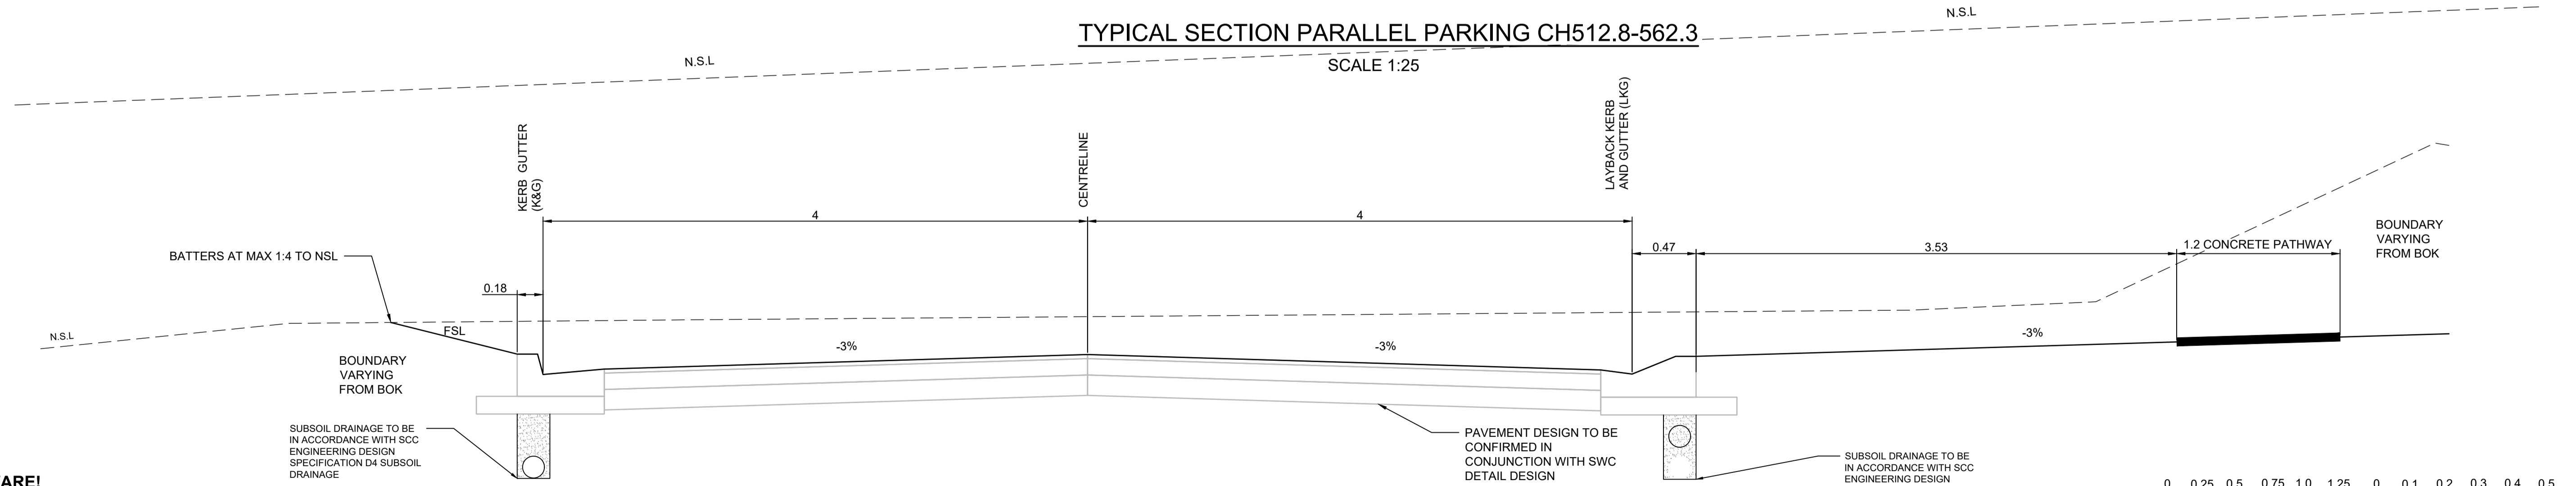 TYPICAL SECTION PARALLEL PARKING CH512.8-562.3
SCALE 1:25
N.S.L
N.S.L
KERB GUTTER
(K&G)
CENTRELINE
LAYBACK KERB
AND GUTTER (LKG)
4
4
BATTERS AT MAX 1:4 TO NSL
0.18
0.47
3.53
1.2 CONCRETE PATHWAY
BOUNDARY
VARYING
FROM BOK
N.S.L
FSL
-3%
-3%
-3%
BOUNDARY
VARYING
FROM BOK
SUBSOIL DRAINAGE TO BE
IN ACCORDANCE WITH SCC
ENGINEERING DESIGN
SPECIFICATION D4 SUBSOIL
DRAINAGE
PAVEMENT DESIGN TO BE
CONFIRMED IN
CONJUNCTION WITH SWC
DETAIL DESIGN
SUBSOIL DRAINAGE TO BE
IN ACCORDANCE WITH SCC
ENGINEERING DESIGN
ARE!
0 0.25 0.5 0.75 1.0 1.25 0 0.1 0.2 0.3 0.4 0.5